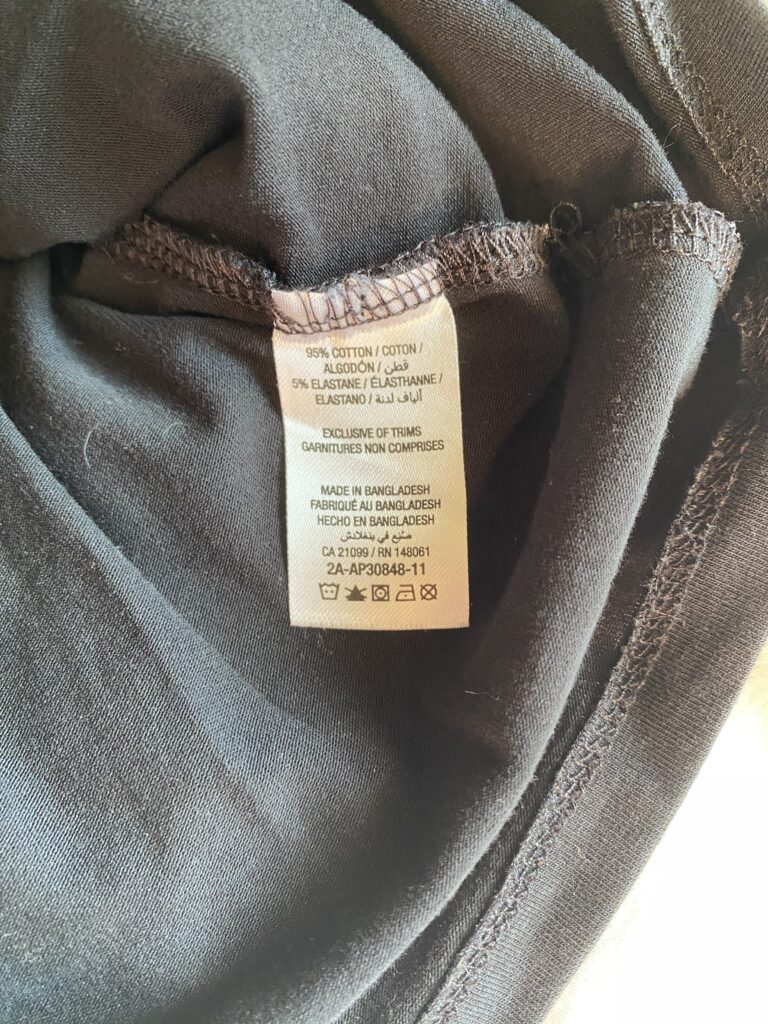 95% COTTON / COTON /
ALGODÓN / قطن
5% ELASTANE / ÉLASTHANNE /
ELASTANO / ألياف لدنة
EXCLUSIVE OF TRIMS
GARNITURES NON COMPRISES
MADE IN BANGLADESH
FABRIQUÉ AU BANGLADESH
HECHO EN BANGLADESH
صنع في بنغلادش
CA 21099 / RN 148061
2A-AP30848-11